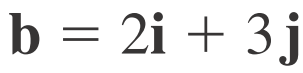 b = 2i + 3j